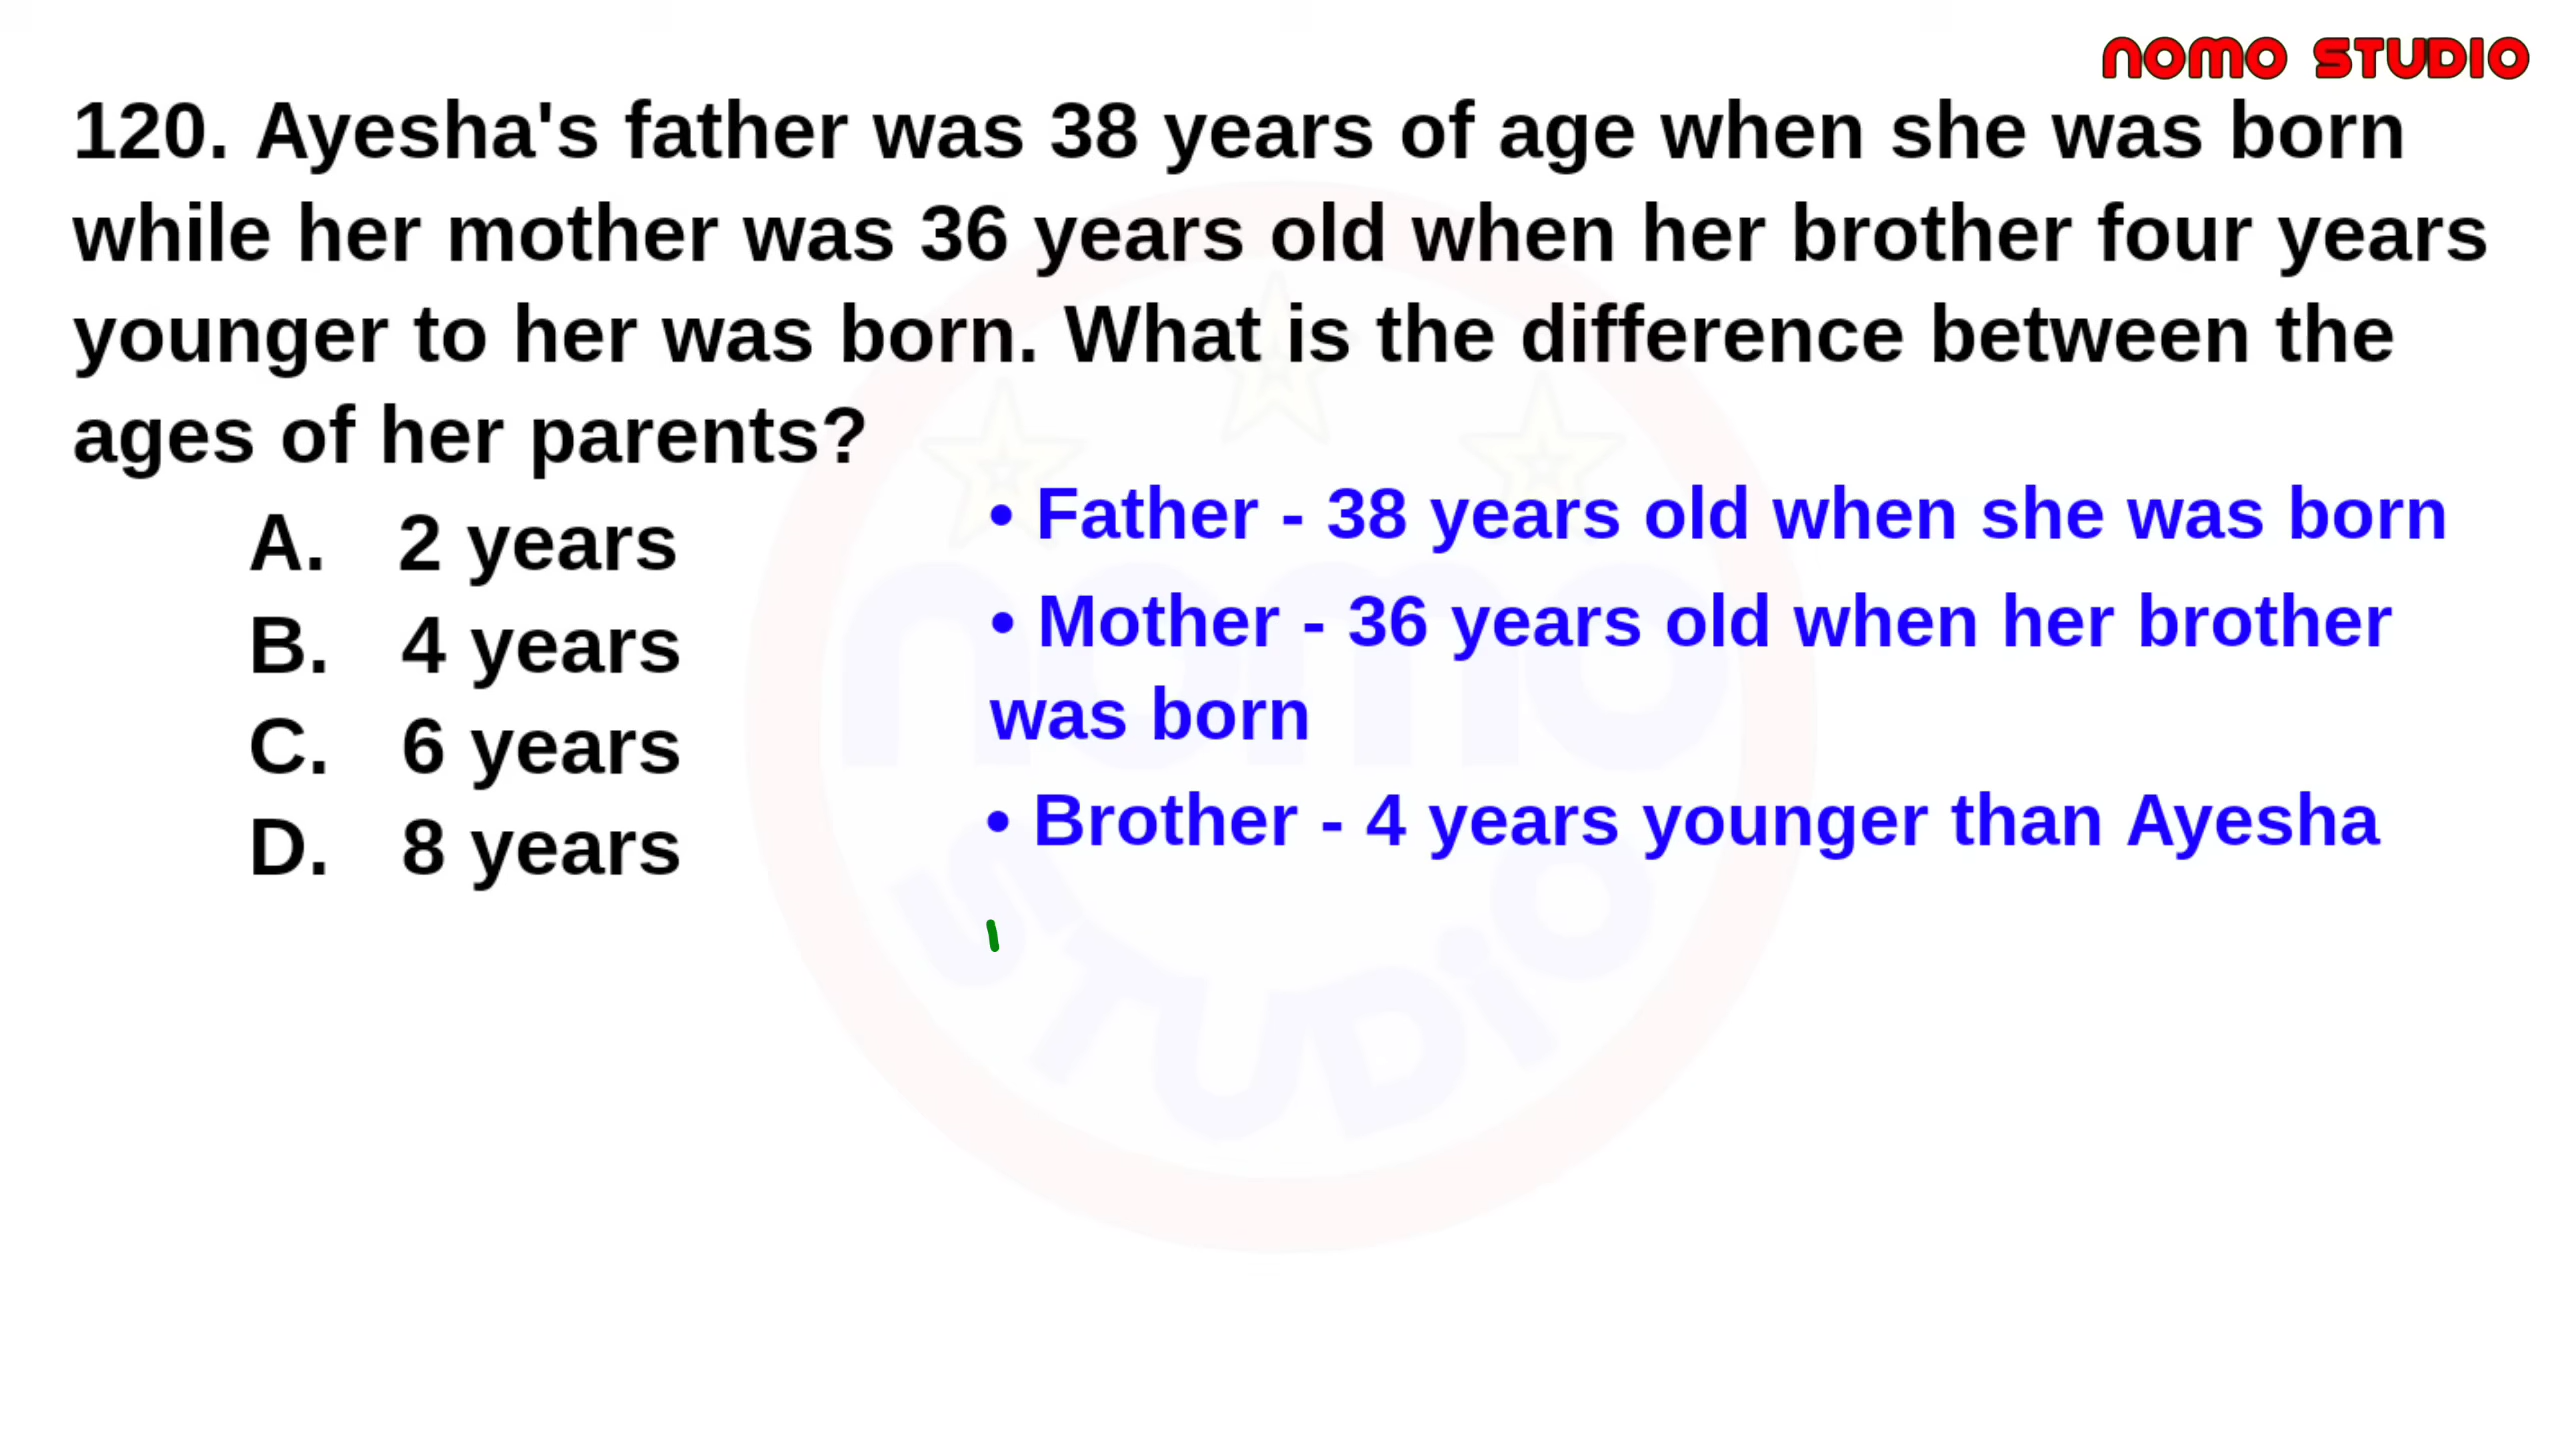 NOMO STUDIO
120. Ayesha's father was 38 years of age when she was born
while her mother was 36 years old when her brother four years
younger to her was born. What is the difference between the
ages of her parents?
A. 2 years
B. 4 years
C. 6 years
D. 8 years
• Father - 38 years old when she was born
• Mother - 36 years old when her brother
was born
• Brother - 4 years younger than Ayesha
nomo
STUDiO